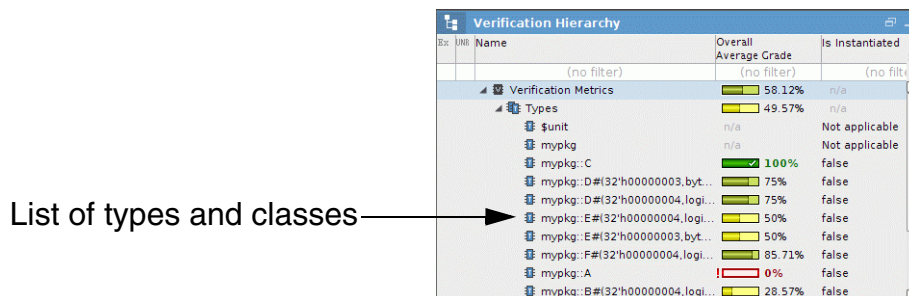 Verification Hierarchy
Ex UNR Name Overall Average Grade Is Instantiated
(no filter) (no filter) (no filte
Verification Metrics 58.12% n/a
Types 49.57% n/a
$unit n/a Not applicable
mypkg n/a Not applicable
mypkg::C 100% false
mypkg::D#(32'h00000003,byt... 75% false
mypkg::D#(32'h00000004,logi... 75% false
List of types and classes mypkg::E#(32'h00000004,logi... 50% false
mypkg::E#(32'h00000003,byt... 50% false
mypkg::F#(32'h00000004,logi... 85.71% false
mypkg::A ! 0% false
mypkg::B#(32'h00000004,logi... 28.57% false